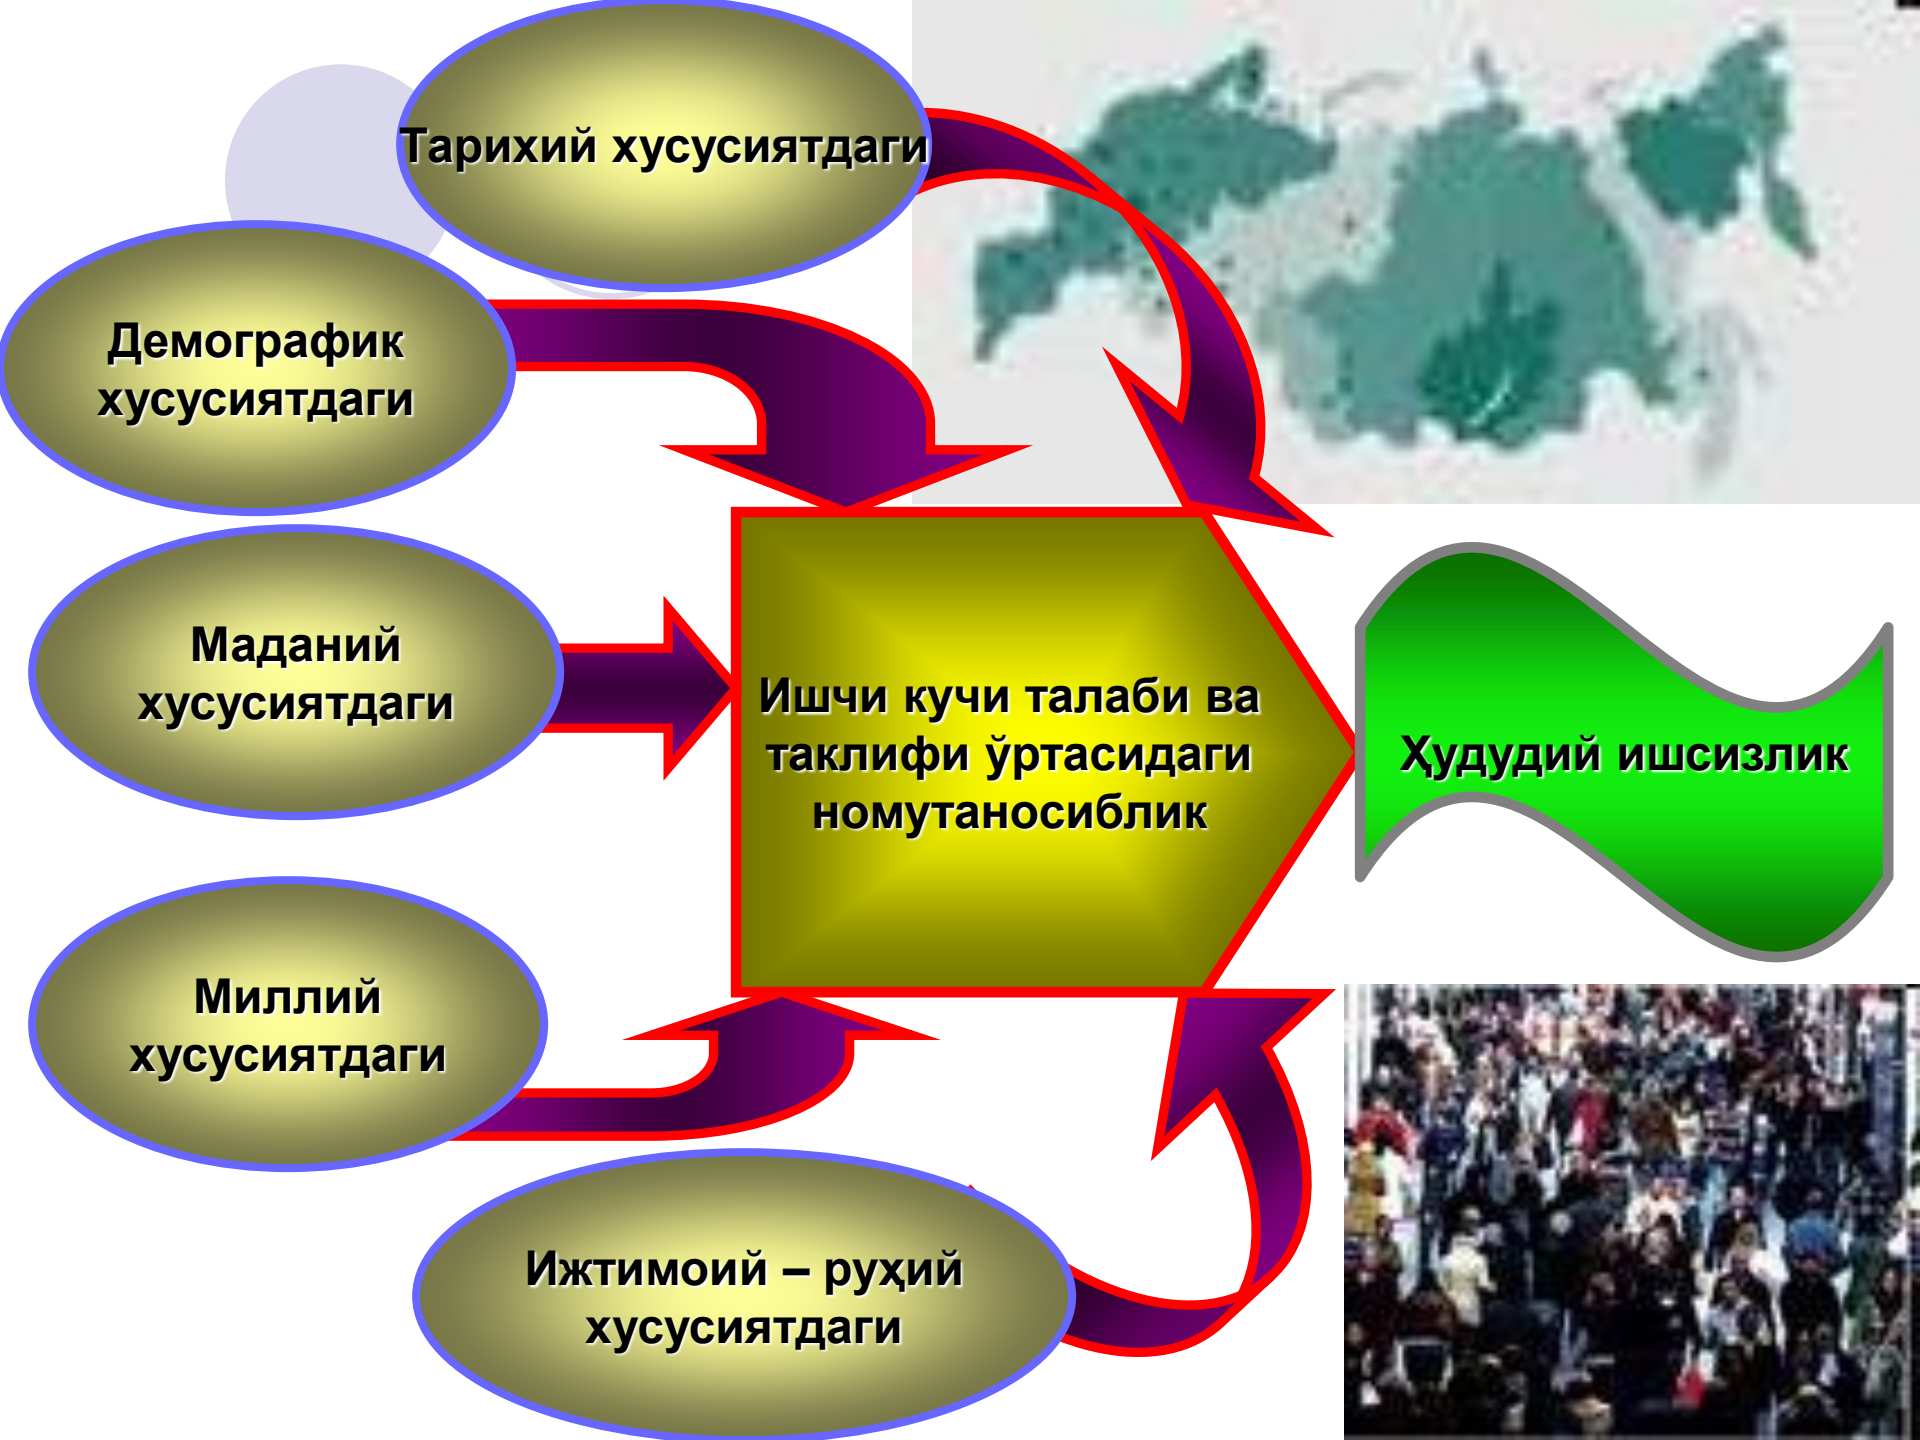 Тарихий хусусиятдаги
Демографик
хусусиятдаги
Маданий
хусусиятдаги
Ишчи кучи талаби ва
таклифи ўртасидаги
номутаносиблик
Ҳудудий ишсизлик
Миллий
хусусиятдаги
Ижтимоий – руҳий
хусусиятдаги